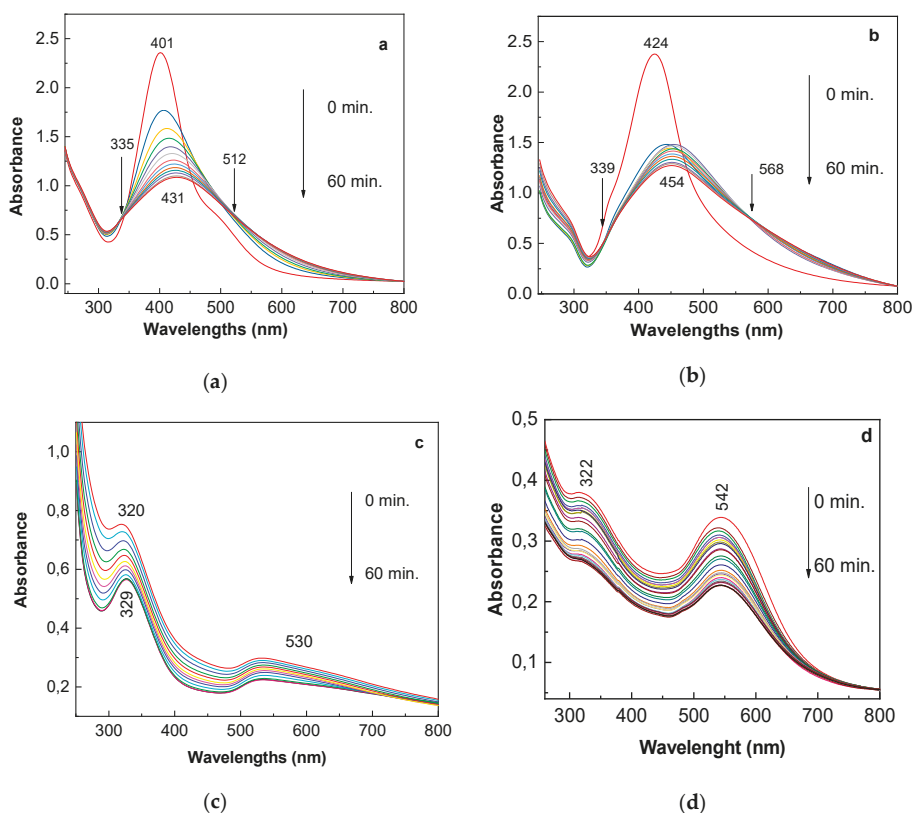 a
401
335
512
431
0 min.
60 min.
0.0
0.5
1.0
1.5
2.0
2.5
300 400 500 600 700 800
Absorbance
Wavelengths (nm)
(a)
b
424
339
568
454
0 min.
60 min.
0.0
0.5
1.0
1.5
2.0
2.5
300 400 500 600 700 800
Absorbance
Wavelengths (nm)
(b)
c
320
329
530
0 min.
60 min.
0,2
0,4
0,6
0,8
1,0
300 400 500 600 700 800
Absorbance
Wavelengths (nm)
(c)
d
322
542
0 min.
60 min.
0,1
0,2
0,3
0,4
0,5
300 400 500 600 700 800
Absorbance
Wavelenght (nm)
(d)